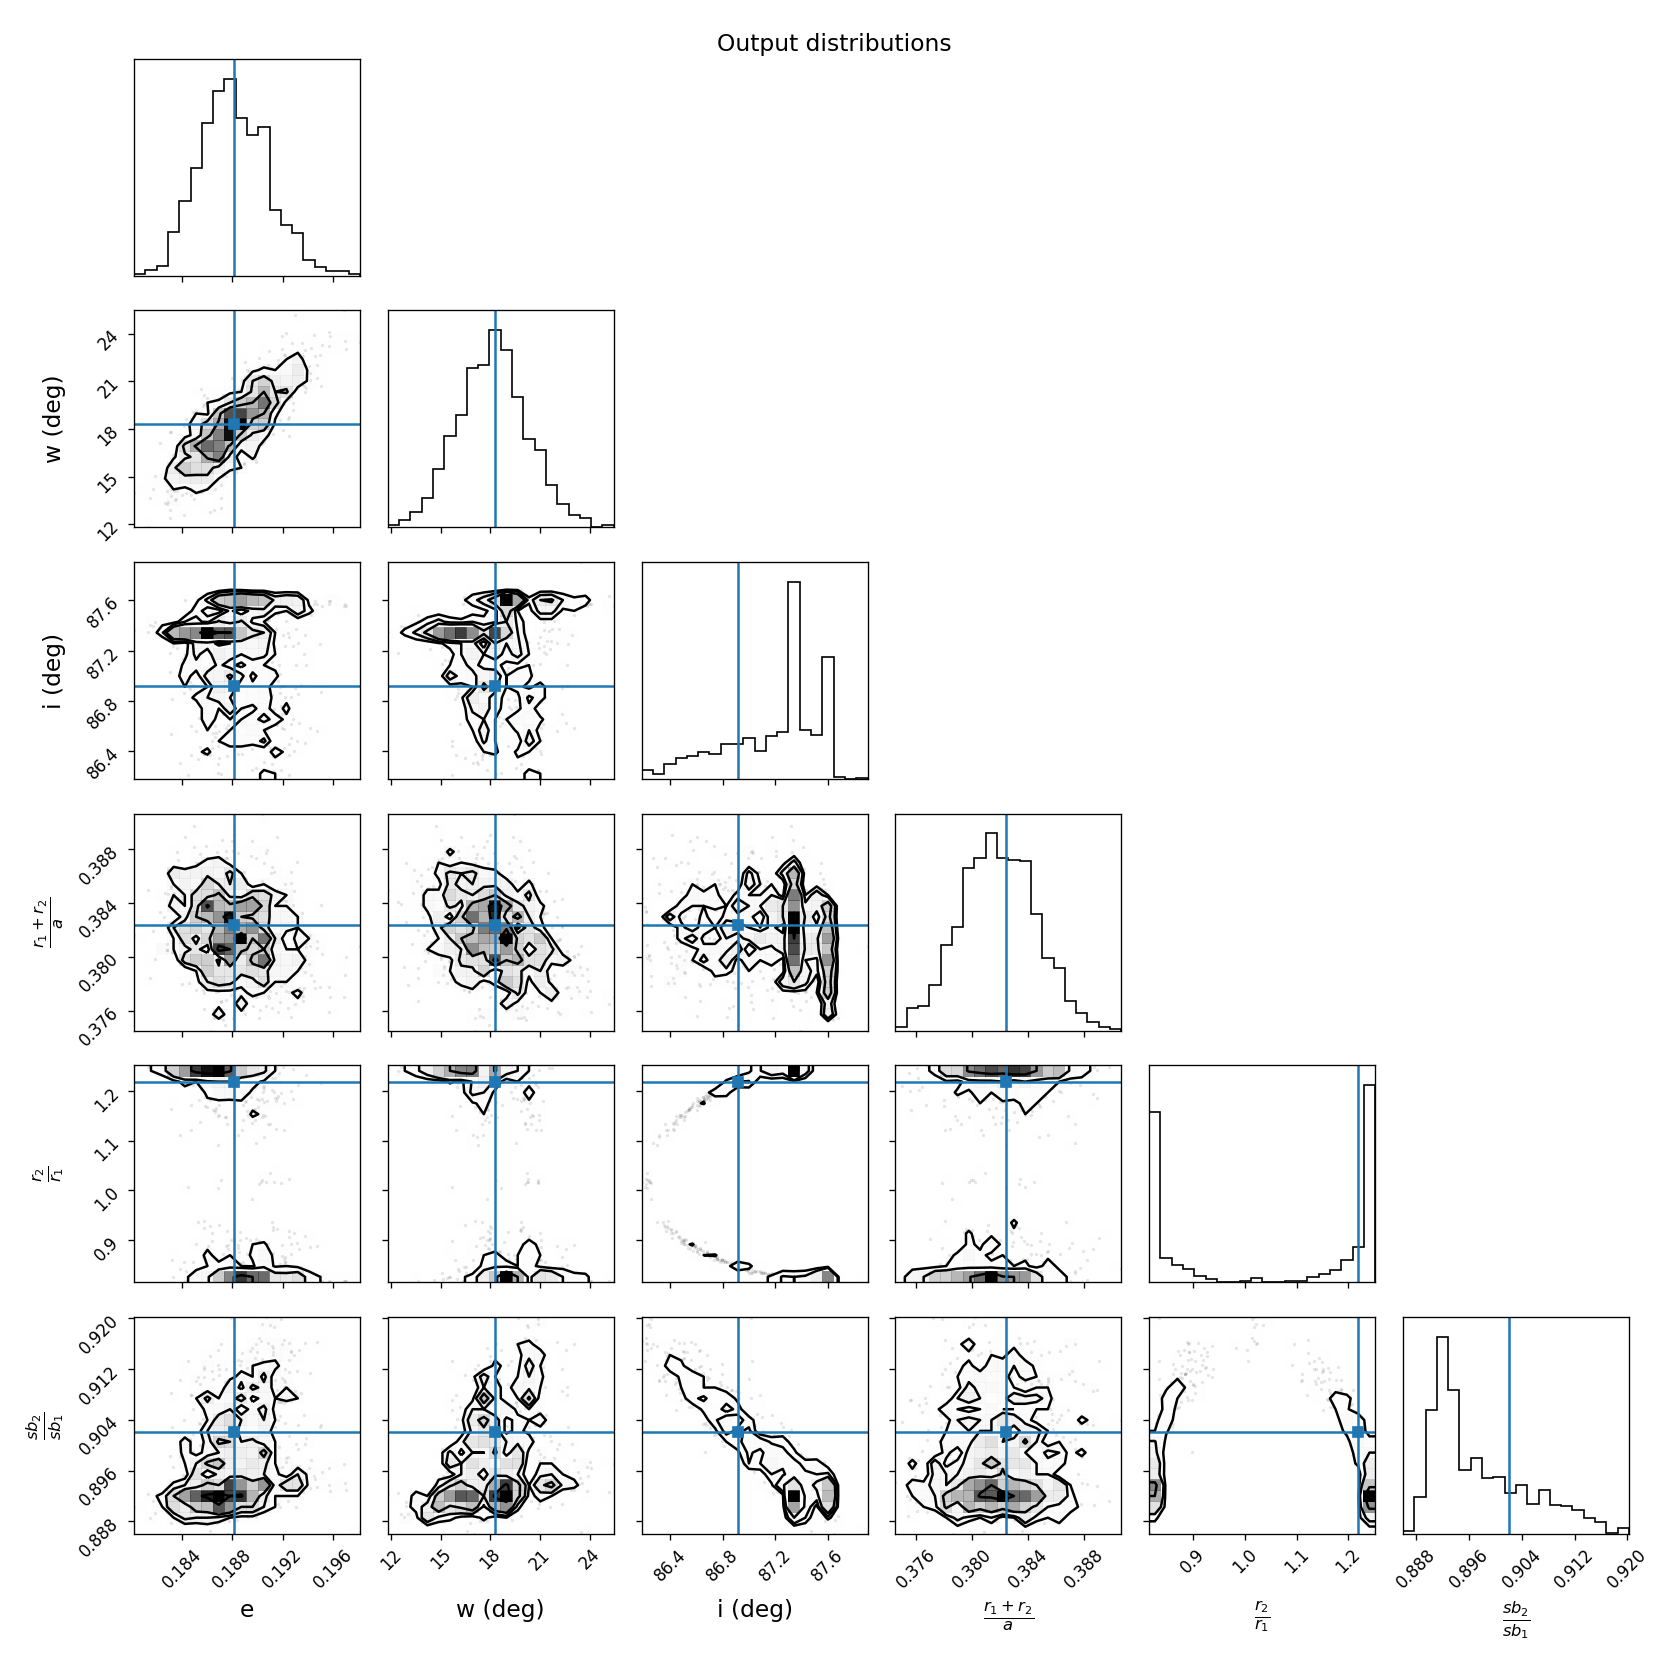 Output distributions
w (deg)
24
21
18
15
12
i (deg)
87.6
87.2
86.8
86.4
r₁ + r₂
a
0.388
0.384
0.380
0.376
r₂
r₁
1.2
1.1
1.0
0.9
sb₂
sb₁
0.920
0.912
0.904
0.896
0.888
0.184 0.188 0.192 0.196 12 15 18 21 24 86.4 86.8 87.2 87.6 0.376 0.380 0.384 0.388 0.9 1.0 1.1 1.2 0.888 0.896 0.904 0.912 0.920
e w (deg) i (deg) r₁ + r₂ r₂ sb₂
a r₁ sb₁